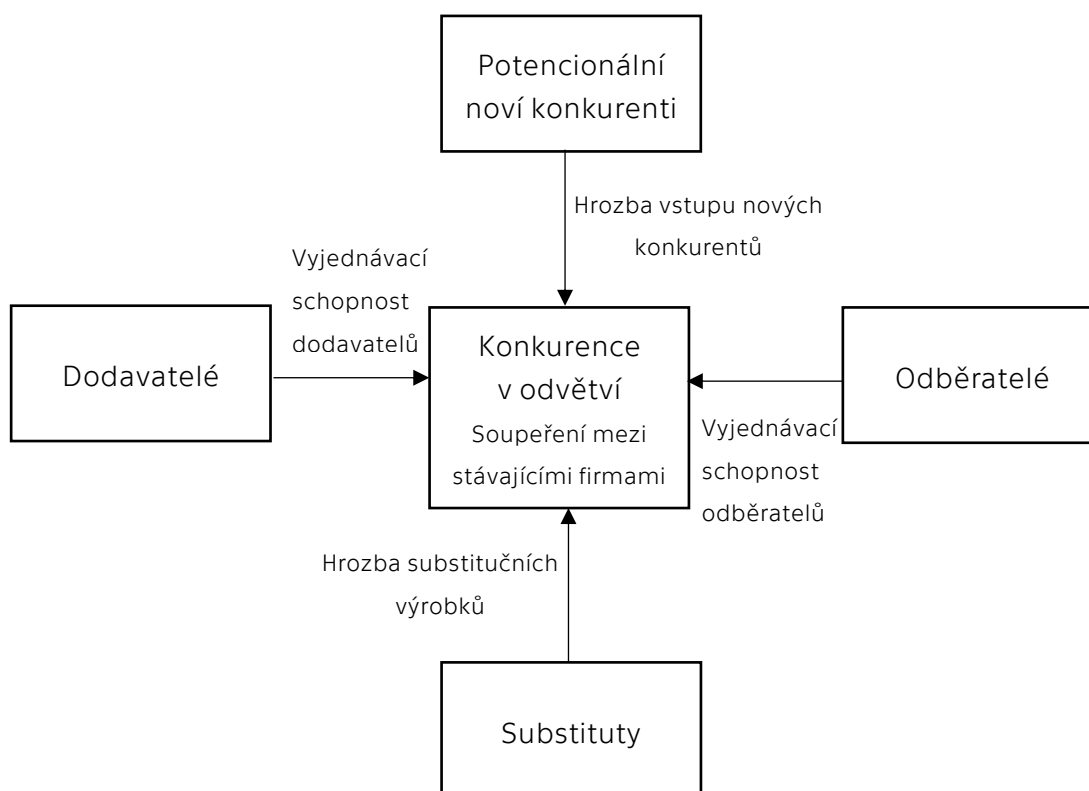 Potencionální
noví konkurenti
Hrozba vstupu nových
konkurentů
Vyjednávací
schopnost
dodavatelů
Dodavatelé
Konkurence
v odvětví
Soupeření mezi
stávajícími firmami
Odběratelé
Vyjednávací
schopnost
odběratelů
Hrozba substitučních
výrobků
Substituty